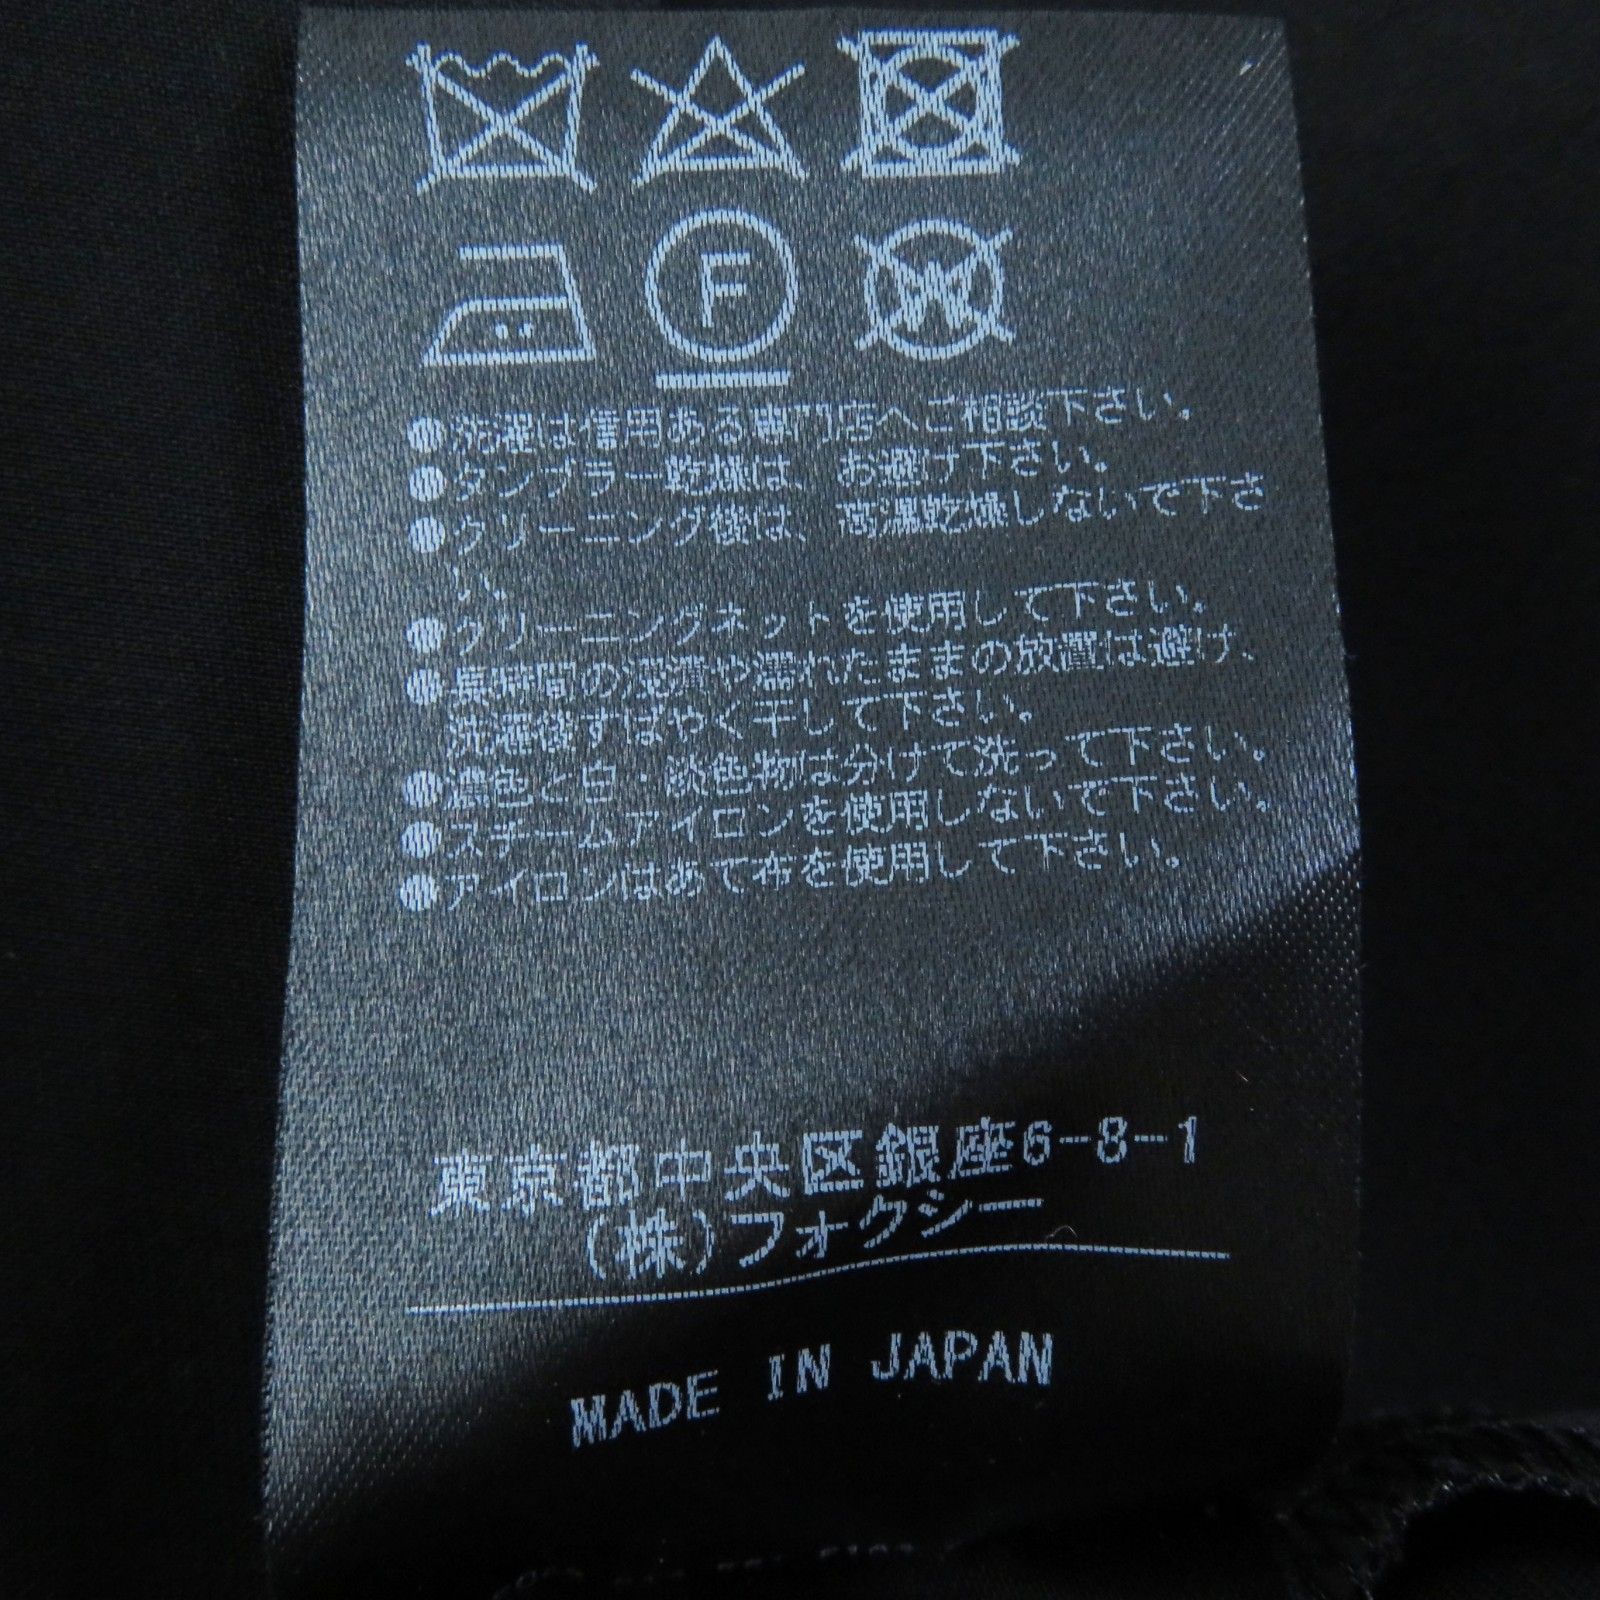 F
W
●洗濯は信用ある専門店へご相談下さい。
●タンブラー乾燥は、お避け下さい。
●クリーニング後は、高温乾燥しないで下さ
い。
●クリーニングネットを使用して下さい。
●長時間の浸漬や濡れたままの放置は避け、
洗濯後すばやく干して下さい。
●濃色と白・淡色物は分けて洗って下さい。
●スチームアイロンを使用しないで下さい。
●アイロンはあて布を使用して下さい。
東京都中央区銀座6-8-1
(株)フォクシー
MADE IN JAPAN